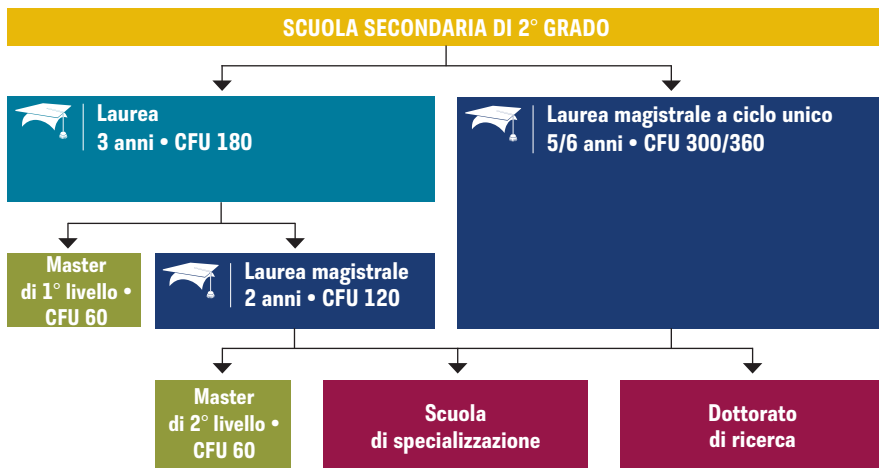 SCUOLA SECONDARIA DI 2° GRADO
Laurea
3 anni • CFU 180
Laurea magistrale a ciclo unico
5/6 anni • CFU 300/360
Master
di 1° livello •
CFU 60
Laurea magistrale
2 anni • CFU 120
Master
di 2° livello •
CFU 60
Scuola
di specializzazione
Dottorato
di ricerca